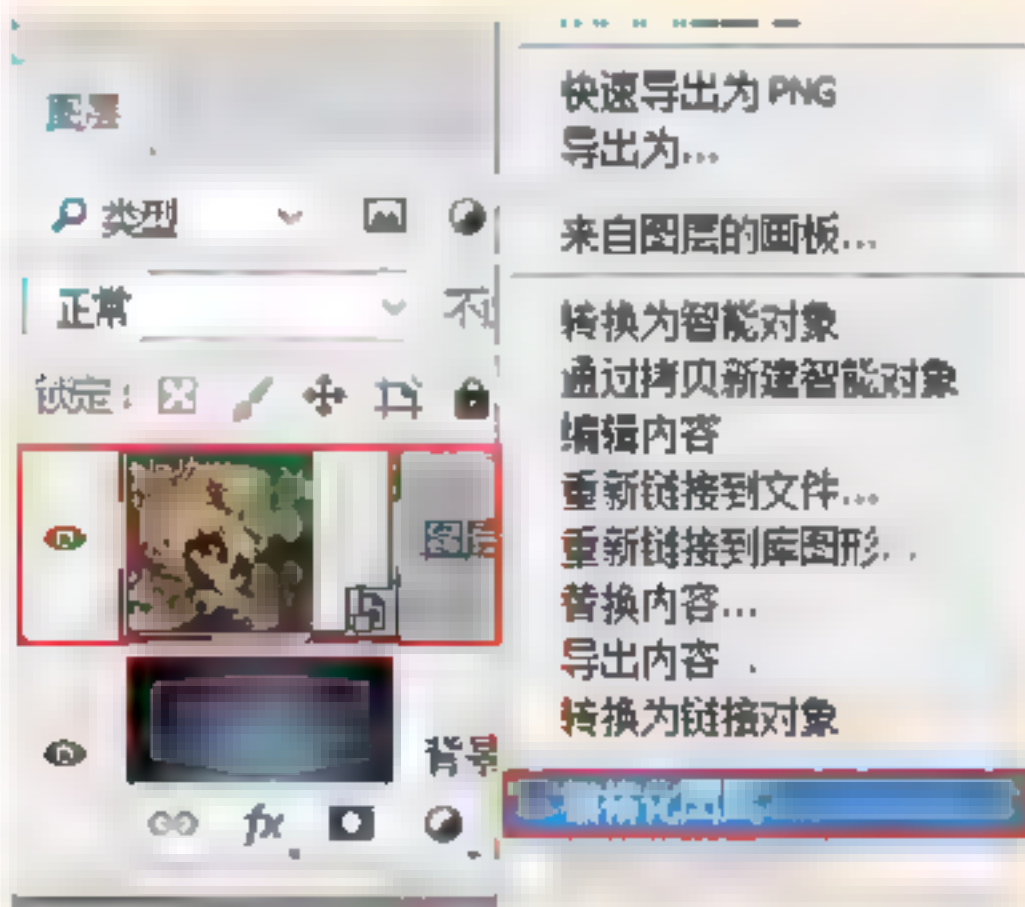 图层
类型
正常
不
锁定：
图层
背景
快速导出为 PNG
导出为...
来自图层的画板...
转换为智能对象
通过拷贝新建智能对象
编辑内容
重新链接到文件...
重新链接到库图形...
替换内容...
导出内容...
转换为链接对象